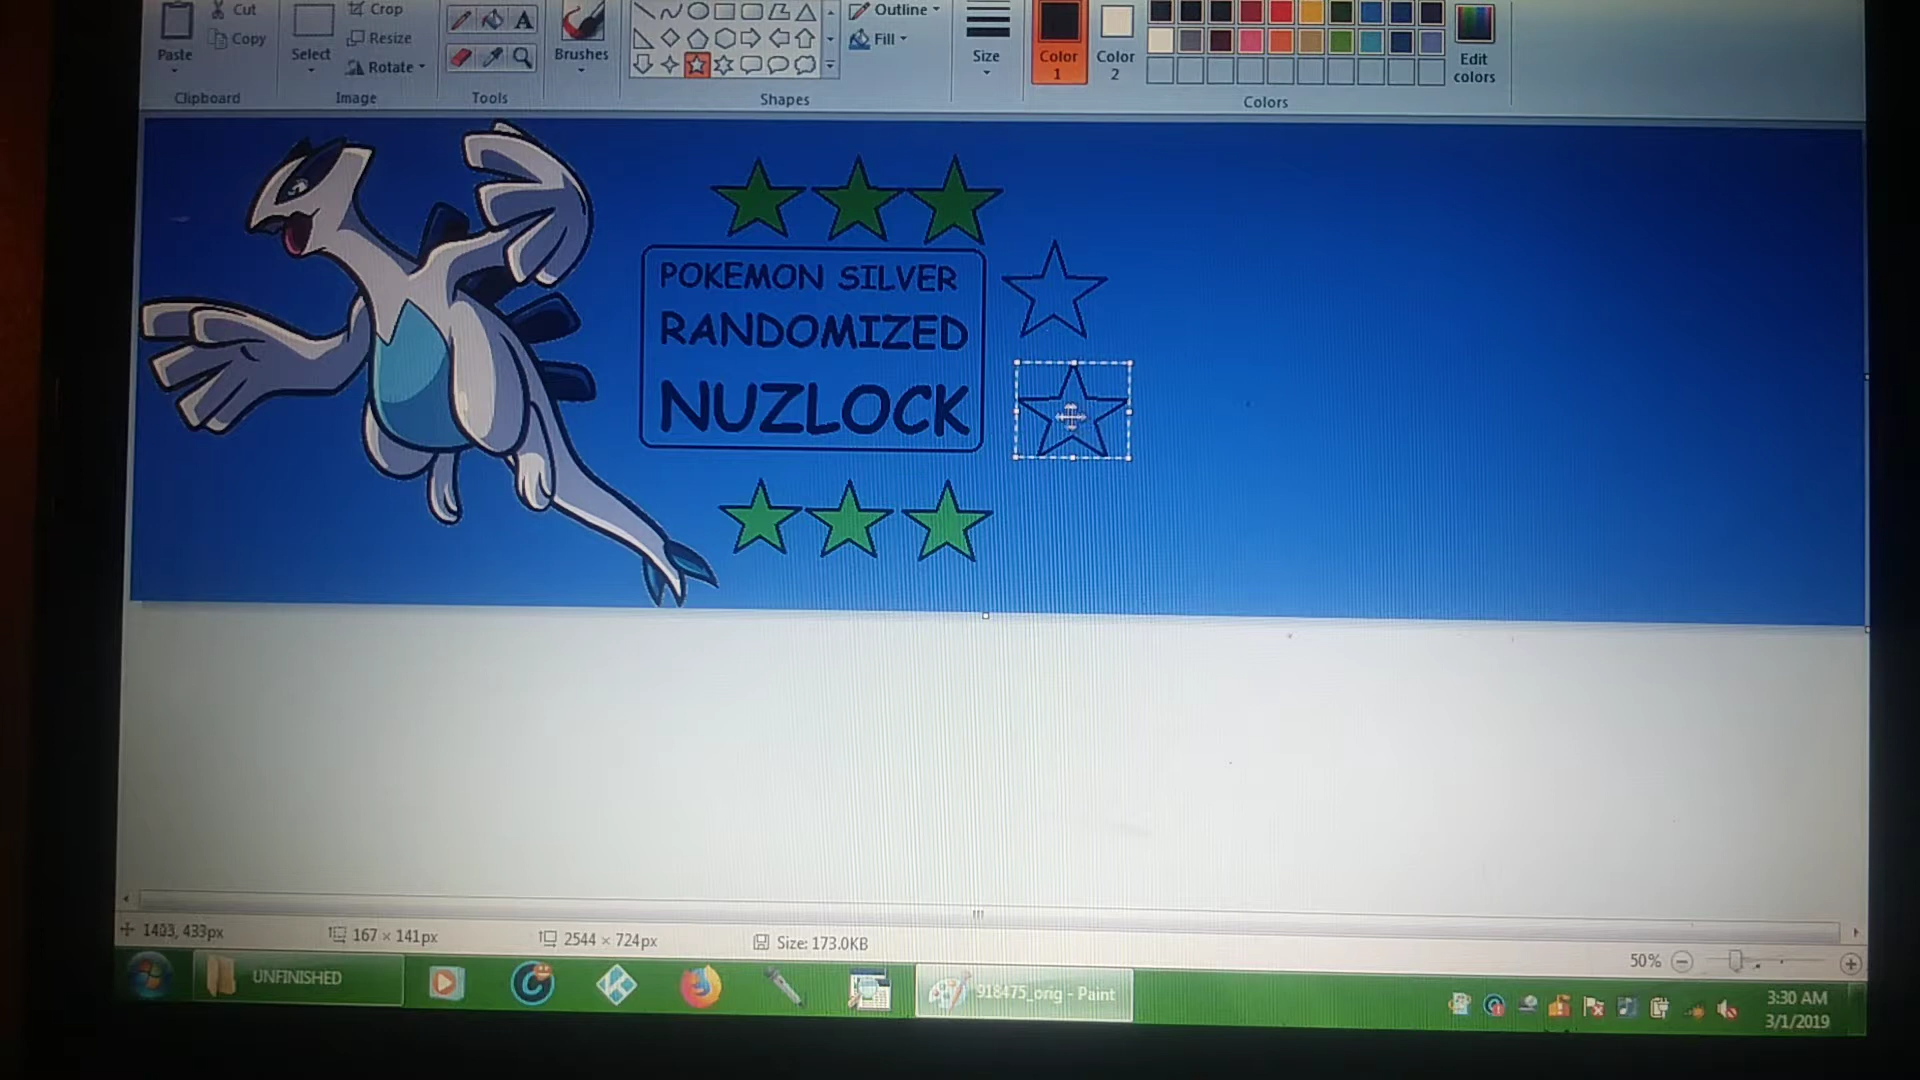 Cut
Crop
Outline
Paste
Copy
Select
Resize
Rotate
A
Brushes
Fill
Size
Color 1
Color 2
Edit colors
Clipboard
Image
Tools
Shapes
Colors
POKEMON SILVER
RANDOMIZED
NUZLOCK
1403, 433px
167 × 141px
2544 × 724px
Size: 173.0KB
50%
UNFINISHED
918475_orig - Paint
3:30 AM
3/1/2019